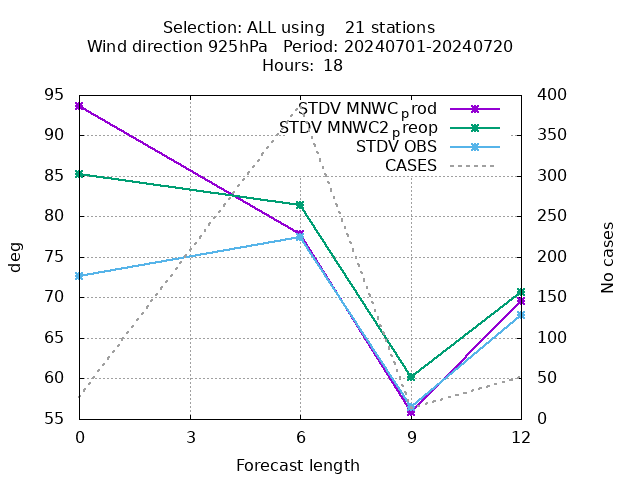 Selection: ALL using    21 stations
Wind direction 925hPa   Period: 20240701-20240720
Hours: 18
95
90
85
80
75
70
65
60
55
400
350
300
250
200
150
100
50
0
STDV MNWC_prod
STDV MNWC2_preop
STDV OBS
CASES
deg
No cases
0 3 6 9 12
Forecast length